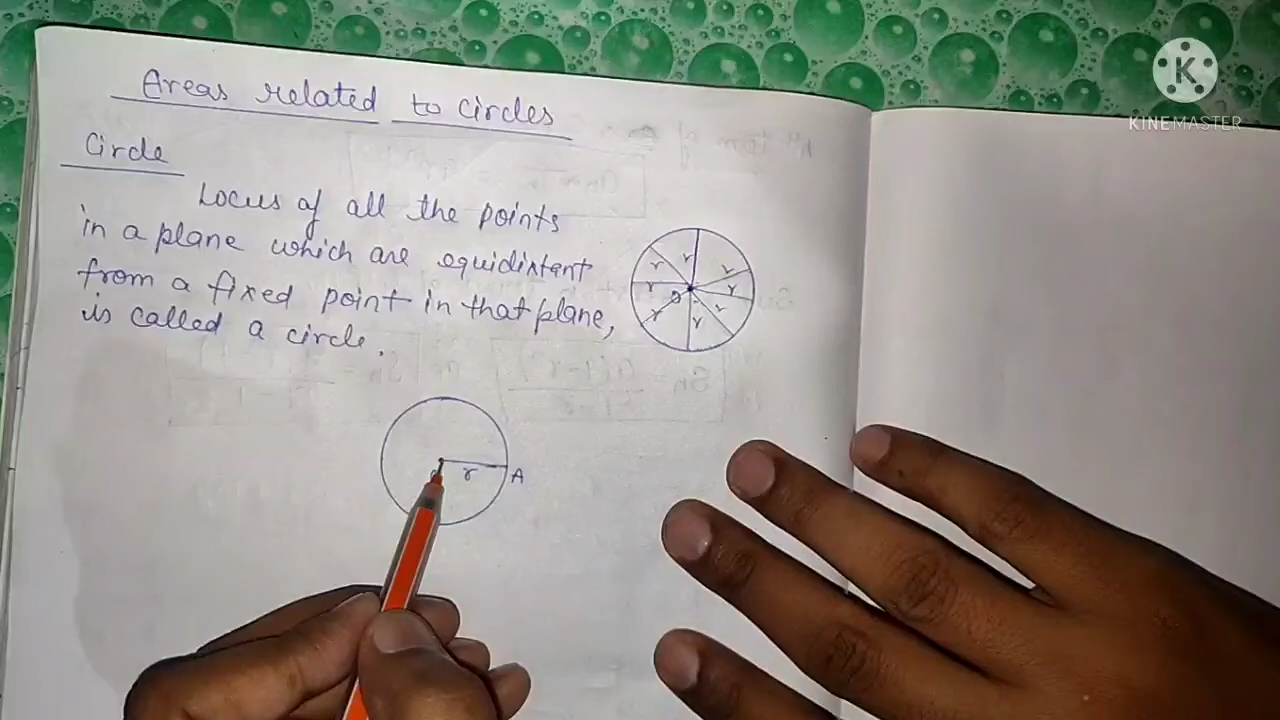 Areas related to Circles
Circle
Locus of all the points
in a plane which are equidistant
from a fixed point in that plane,
is called a circle.
r r r r r r r r
O
r A
K
KINEMASTER